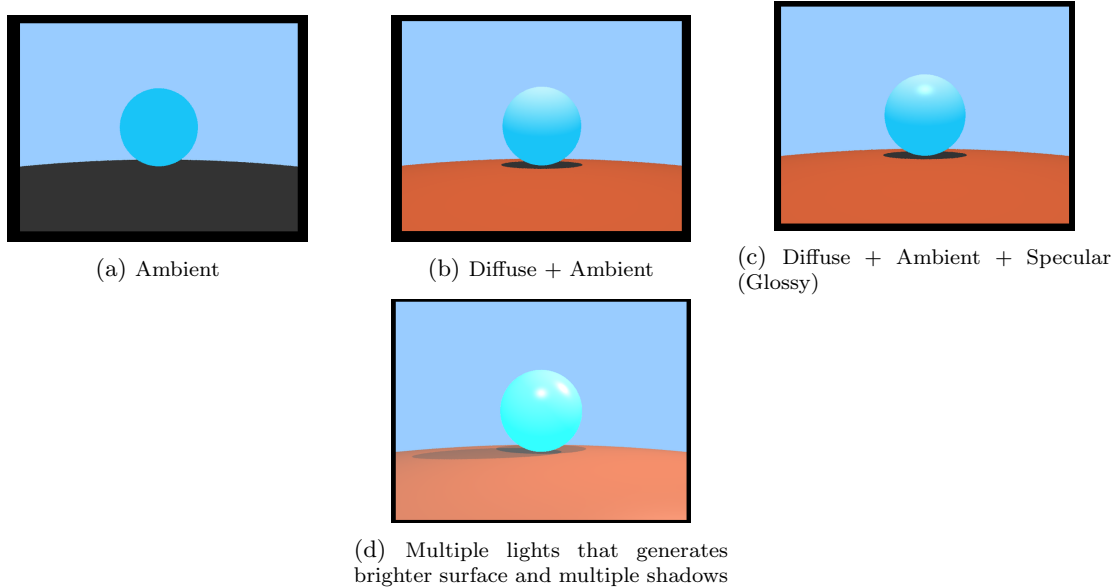 (a) Ambient
(b) Diffuse + Ambient
(c) Diffuse + Ambient + Specular
(Glossy)
(d) Multiple lights that generates
brighter surface and multiple shadows